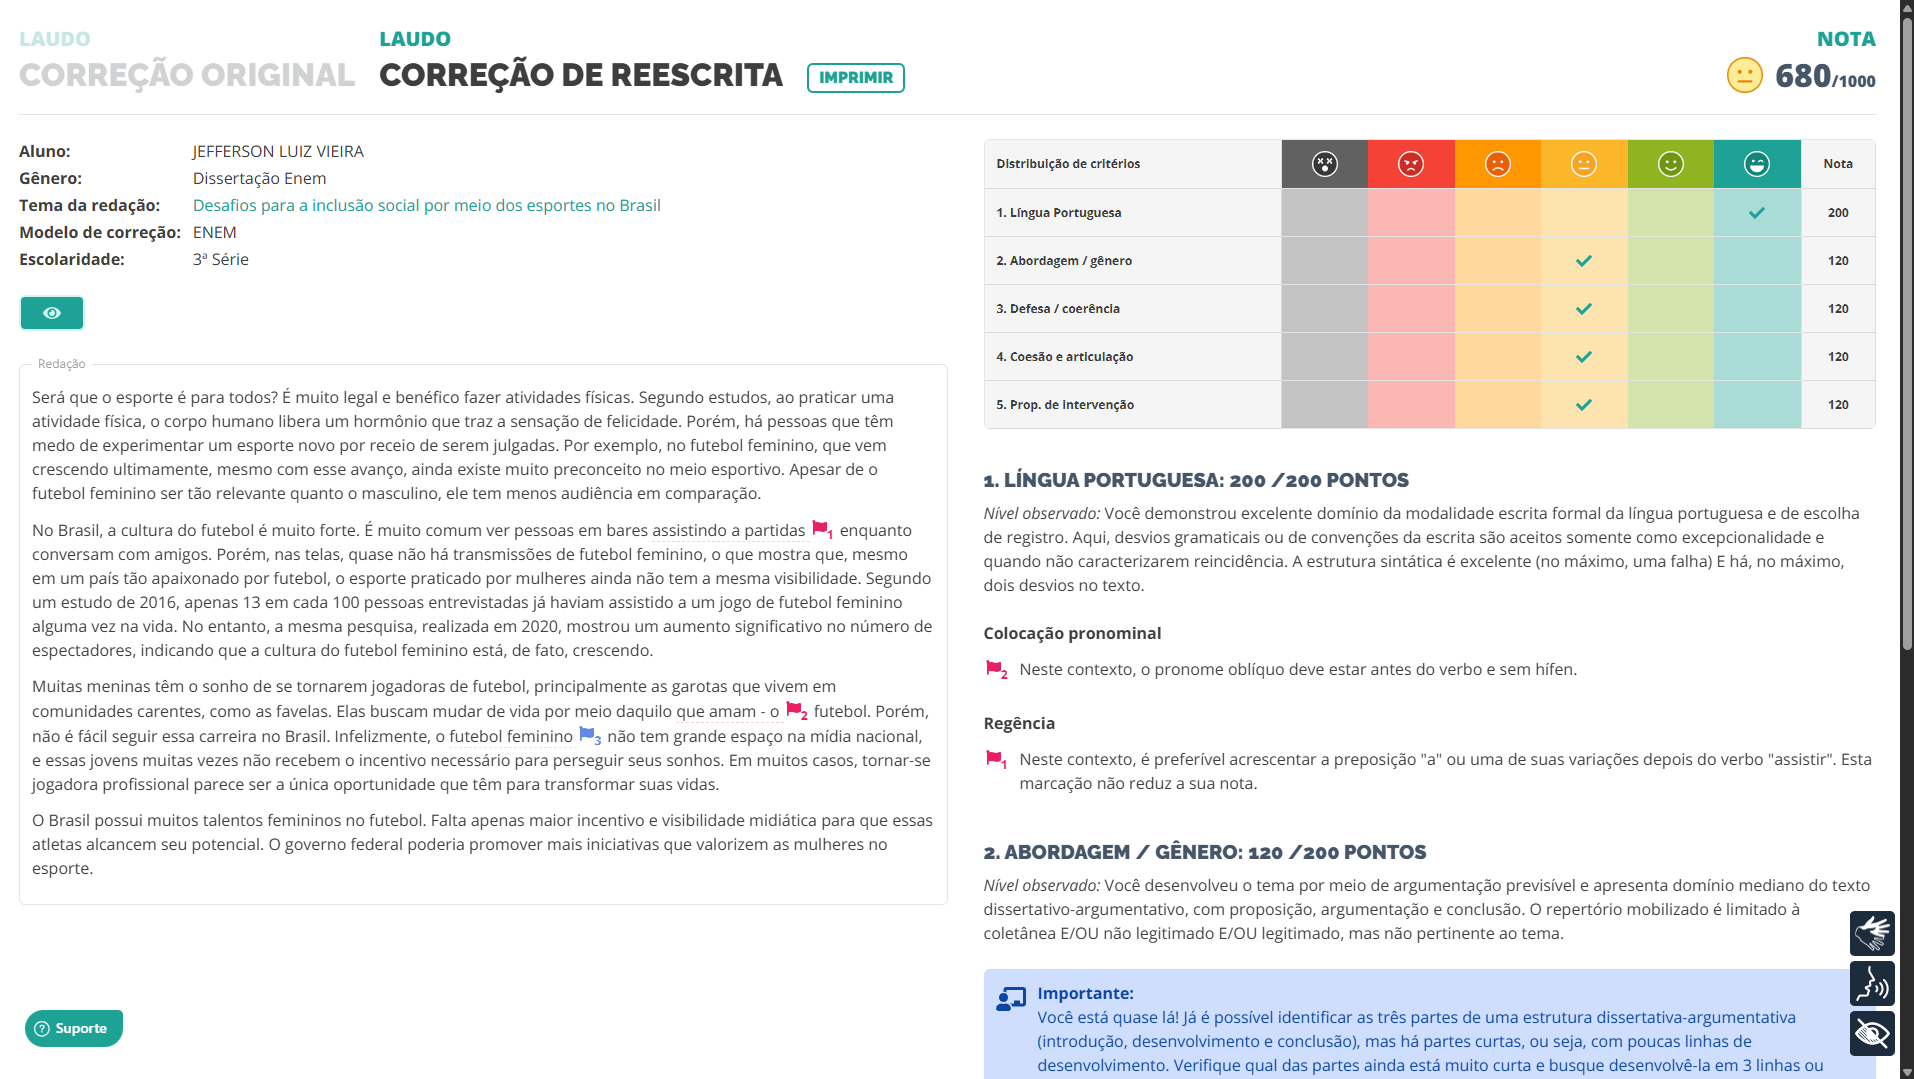 LAUDO
CORREÇÃO ORIGINAL
LAUDO
CORREÇÃO DE REESCRITA
IMPRIMIR
NOTA
680/1000
Aluno: JEFFERSON LUIZ VIEIRA
Gênero: Dissertação Enem
Tema da redação: Desafios para a inclusão social por meio dos esportes no Brasil
Modelo de correção: ENEM
Escolaridade: 3ª Série
Redação
Será que o esporte é para todos? É muito legal e benéfico fazer atividades físicas. Segundo estudos, ao praticar uma
atividade física, o corpo humano libera um hormônio que traz a sensação de felicidade. Porém, há pessoas que têm
medo de experimentar um esporte novo por receio de serem julgadas. Por exemplo, no futebol feminino, que vem
crescendo ultimamente, mesmo com esse avanço, ainda existe muito preconceito no meio esportivo. Apesar de o
futebol feminino ser tão relevante quanto o masculino, ele tem menos audiência em comparação.
No Brasil, a cultura do futebol é muito forte. É muito comum ver pessoas em bares assistindo a partidas 1 enquanto
conversam com amigos. Porém, nas telas, quase não há transmissões de futebol feminino, o que mostra que, mesmo
em um país tão apaixonado por futebol, o esporte praticado por mulheres ainda não tem a mesma visibilidade. Segundo
um estudo de 2016, apenas 13 em cada 100 pessoas entrevistadas já haviam assistido a um jogo de futebol feminino
alguma vez na vida. No entanto, a mesma pesquisa, realizada em 2020, mostrou um aumento significativo no número de
espectadores, indicando que a cultura do futebol feminino está, de fato, crescendo.
Muitas meninas têm o sonho de se tornarem jogadoras de futebol, principalmente as garotas que vivem em
comunidades carentes, como as favelas. Elas buscam mudar de vida por meio daquilo que amam - o 2 futebol. Porém,
não é fácil seguir essa carreira no Brasil. Infelizmente, o futebol feminino 3 não tem grande espaço na mídia nacional,
e essas jovens muitas vezes não recebem o incentivo necessário para perseguir seus sonhos. Em muitos casos, tornar-se
jogadora profissional parece ser a única oportunidade que têm para transformar suas vidas.
O Brasil possui muitos talentos femininos no futebol. Falta apenas maior incentivo e visibilidade midiática para que essas
atletas alcancem seu potencial. O governo federal poderia promover mais iniciativas que valorizem as mulheres no
esporte.
Suporte
Distribuição de critérios Nota
1. Língua Portuguesa 200
2. Abordagem / gênero 120
3. Defesa / coerência 120
4. Coesão e articulação 120
5. Prop. de intervenção 120
1. LÍNGUA PORTUGUESA: 200 /200 PONTOS
Nível observado: Você demonstrou excelente domínio da modalidade escrita formal da língua portuguesa e de escolha
de registro. Aqui, desvios gramaticais ou de convenções da escrita são aceitos somente como excepcionalidade e
quando não caracterizarem reincidência. A estrutura sintática é excelente (no máximo, uma falha) E há, no máximo,
dois desvios no texto.
Colocação pronominal
2 Neste contexto, o pronome oblíquo deve estar antes do verbo e sem hífen.
Regência
1 Neste contexto, é preferível acrescentar a preposição "a" ou uma de suas variações depois do verbo "assistir". Esta
marcação não reduz a sua nota.
2. ABORDAGEM / GÊNERO: 120 /200 PONTOS
Nível observado: Você desenvolveu o tema por meio de argumentação previsível e apresenta domínio mediano do texto
dissertativo-argumentativo, com proposição, argumentação e conclusão. O repertório mobilizado é limitado à
coletânea E/OU não legitimado E/OU legitimado, mas não pertinente ao tema.
Importante:
Você está quase lá! Já é possível identificar as três partes de uma estrutura dissertativa-argumentativa
(introdução, desenvolvimento e conclusão), mas há partes curtas, ou seja, com poucas linhas de
desenvolvimento. Verifique qual das partes ainda está muito curta e busque desenvolvê-la em 3 linhas ou